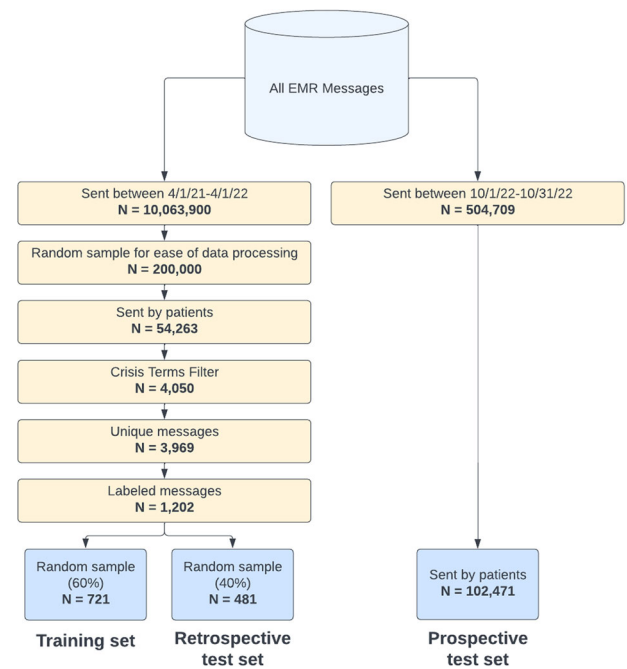 All EMR Messages
Sent between 4/1/21-4/1/22
N = 10,063,900
Sent between 10/1/22-10/31/22
N = 504,709
Random sample for ease of data processing
N = 200,000
Sent by patients
N = 54,263
Crisis Terms Filter
N = 4,050
Unique messages
N = 3,969
Labeled messages
N = 1,202
Random sample
(60%)
N = 721
Random sample
(40%)
N = 481
Sent by patients
N = 102,471
Training set
Retrospective
test set
Prospective
test set